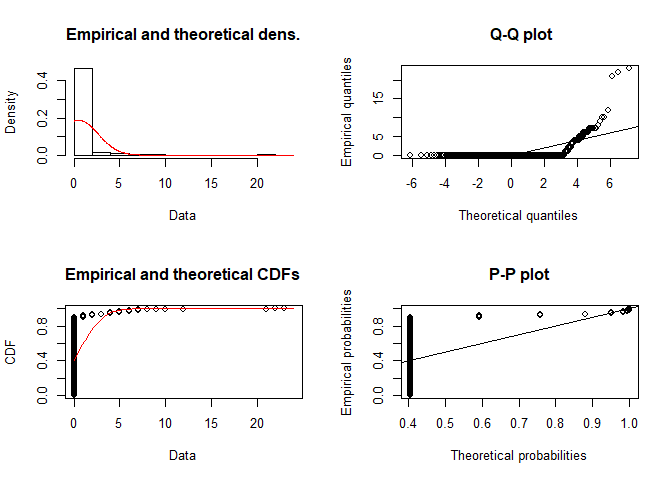 Empirical and theoretical dens.
Density
0.0 0.2 0.4
0 5 10 15 20
Data
Q-Q plot
Empirical quantiles
0 5 15
-6 -4 -2 0 2 4 6
Theoretical quantiles
Empirical and theoretical CDFs
CDF
0.0 0.4 0.8
0 5 10 15 20
Data
P-P plot
Empirical probabilities
0.0 0.4 0.8
0.4 0.5 0.6 0.7 0.8 0.9 1.0
Theoretical probabilities